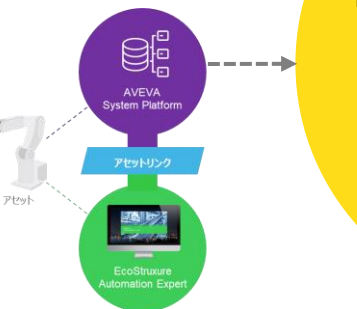 AVEVA
System Platform
アセットリンク
アセット
EcoStruxure
Automation Expert